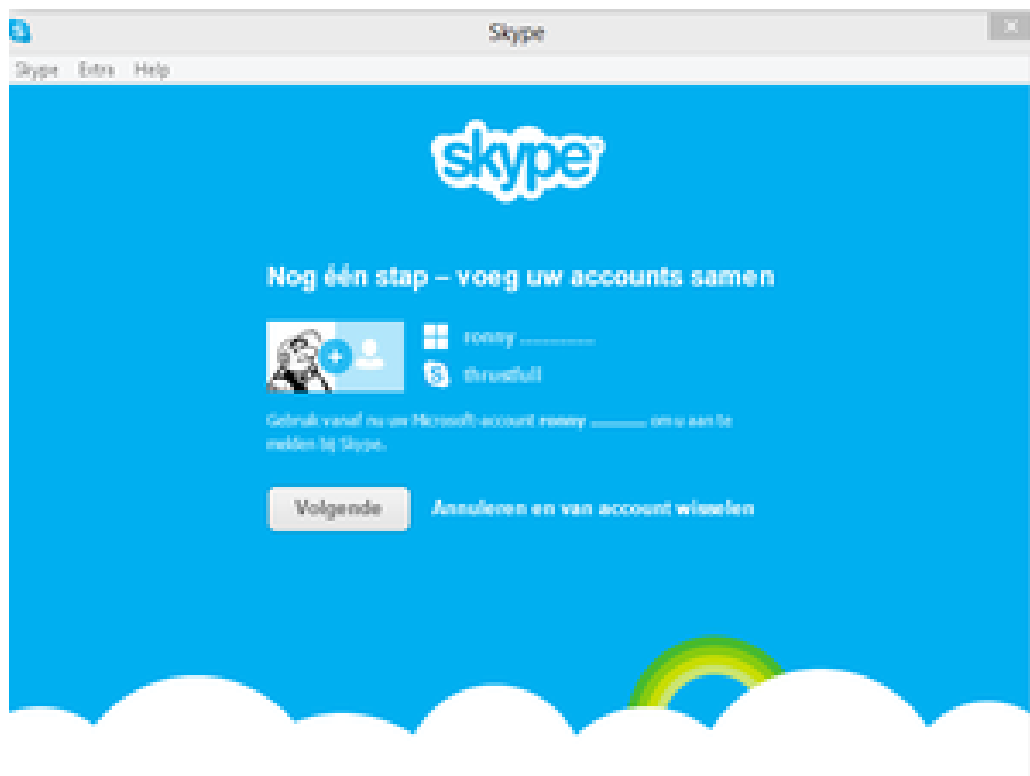 Skype
Skype Extra Help
skype
Nog één stap – voeg uw accounts samen
ronny ...............
thrustfull
Gebruik vanaf nu uw Microsoft-account ronny ........... om u aan te
melden bij Skype.
Volgende Annuleren en van account wisselen